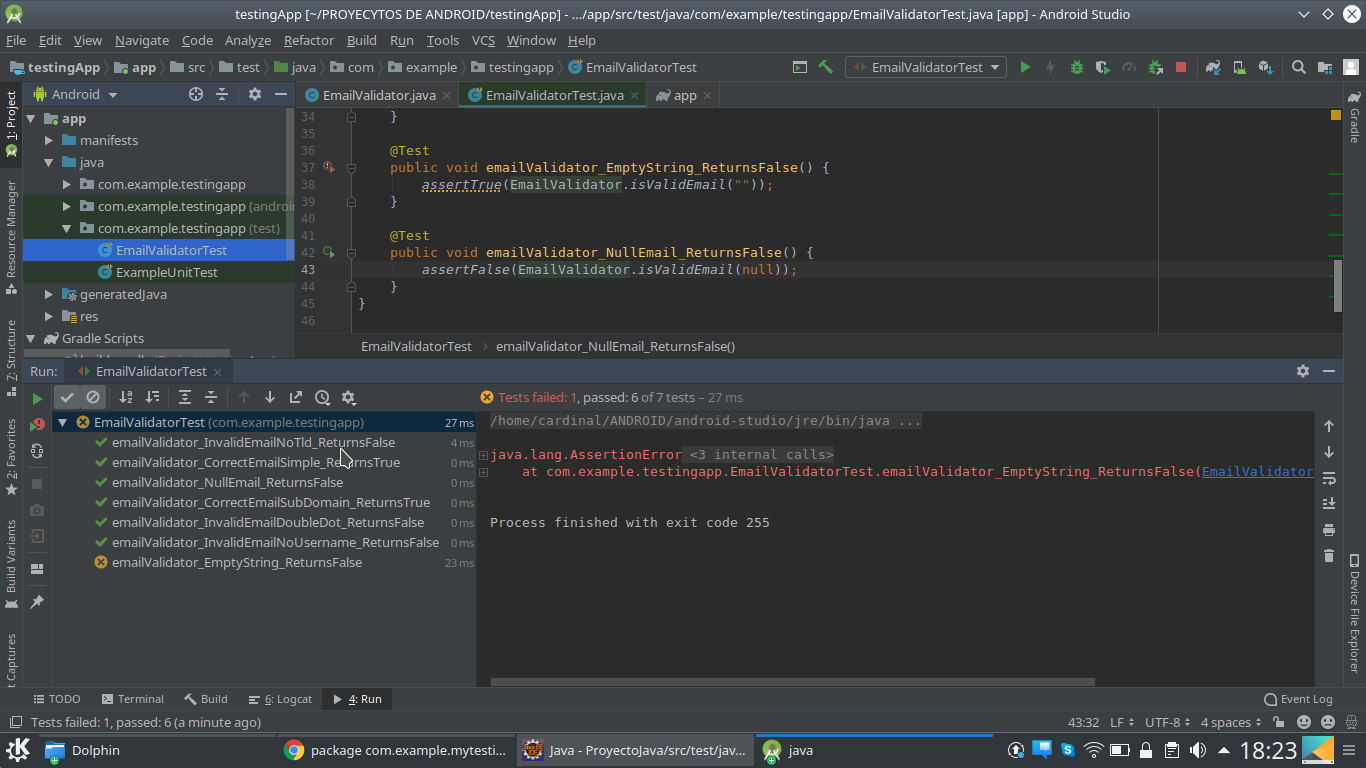 testingApp [~/PROYECYTOS DE ANDROID/testingApp] - .../app/src/test/java/com/example/testingapp/EmailValidatorTest.java [app] - Android Studio
File Edit View Navigate Code Analyze Refactor Build Run Tools VCS Window Help
testingApp app src test java com example testingapp EmailValidatorTest EmailValidatorTest
Android EmailValidator.java EmailValidatorTest.java app
1: Project
Resource Manager
7: Structure
2: Favorites
Build Variants
t Captures
app
manifests
java
com.example.testingapp
com.example.testingapp (androi
com.example.testingapp (test)
EmailValidatorTest
ExampleUnitTest
generatedJava
res
Gradle Scripts
34 }
35
36 @Test
37 public void emailValidator_EmptyString_ReturnsFalse() {
38 assertTrue(EmailValidator.isValidEmail(""));
39 }
40
41 @Test
42 public void emailValidator_NullEmail_ReturnsFalse() {
43 assertFalse(EmailValidator.isValidEmail(null));
44 }
45 }
46
EmailValidatorTest › emailValidator_NullEmail_ReturnsFalse()
Gradle
Device File Explorer
Run: EmailValidatorTest
Tests failed: 1, passed: 6 of 7 tests – 27 ms
EmailValidatorTest (com.example.testingapp) 27 ms
emailValidator_InvalidEmailNoTld_ReturnsFalse 4 ms
emailValidator_CorrectEmailSimple_ReturnsTrue 0 ms
emailValidator_NullEmail_ReturnsFalse 0 ms
emailValidator_CorrectEmailSubDomain_ReturnsTrue 0 ms
emailValidator_InvalidEmailDoubleDot_ReturnsFalse 0 ms
emailValidator_InvalidEmailNoUsername_ReturnsFalse 0 ms
emailValidator_EmptyString_ReturnsFalse 23 ms
/home/cardinal/ANDROID/android-studio/jre/bin/java ...
java.lang.AssertionError <3 internal calls>
at com.example.testingapp.EmailValidatorTest.emailValidator_EmptyString_ReturnsFalse(EmailValidator
Process finished with exit code 255
TODO Terminal Build 6: Logcat 4: Run Event Log
Tests failed: 1, passed: 6 (a minute ago) 43:32 LF UTF-8 4 spaces
Dolphin package com.example.mytesti... Java - ProyectoJava/src/test/jav... java 18:23